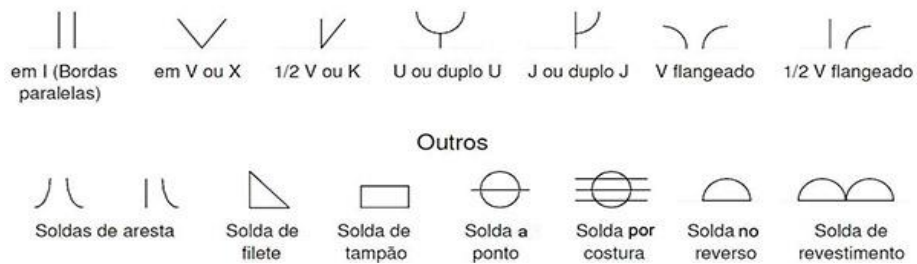 em I (Bordas
paralelas)
em V ou X
1/2 V ou K
U ou duplo U
J ou duplo J
V flangeado
1/2 V flangeado
Outros
Soldas de aresta
Solda de
filete
Solda de
tampão
Solda a
ponto
Solda por
costura
Solda no
reverso
Solda de
revestimento